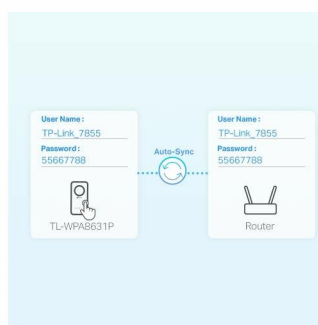 User Name :
TP-Link_7855
Password :
55667788
TL-WPA8631P
Auto-Sync
User Name :
TP-Link_7855
Password :
55667788
Router